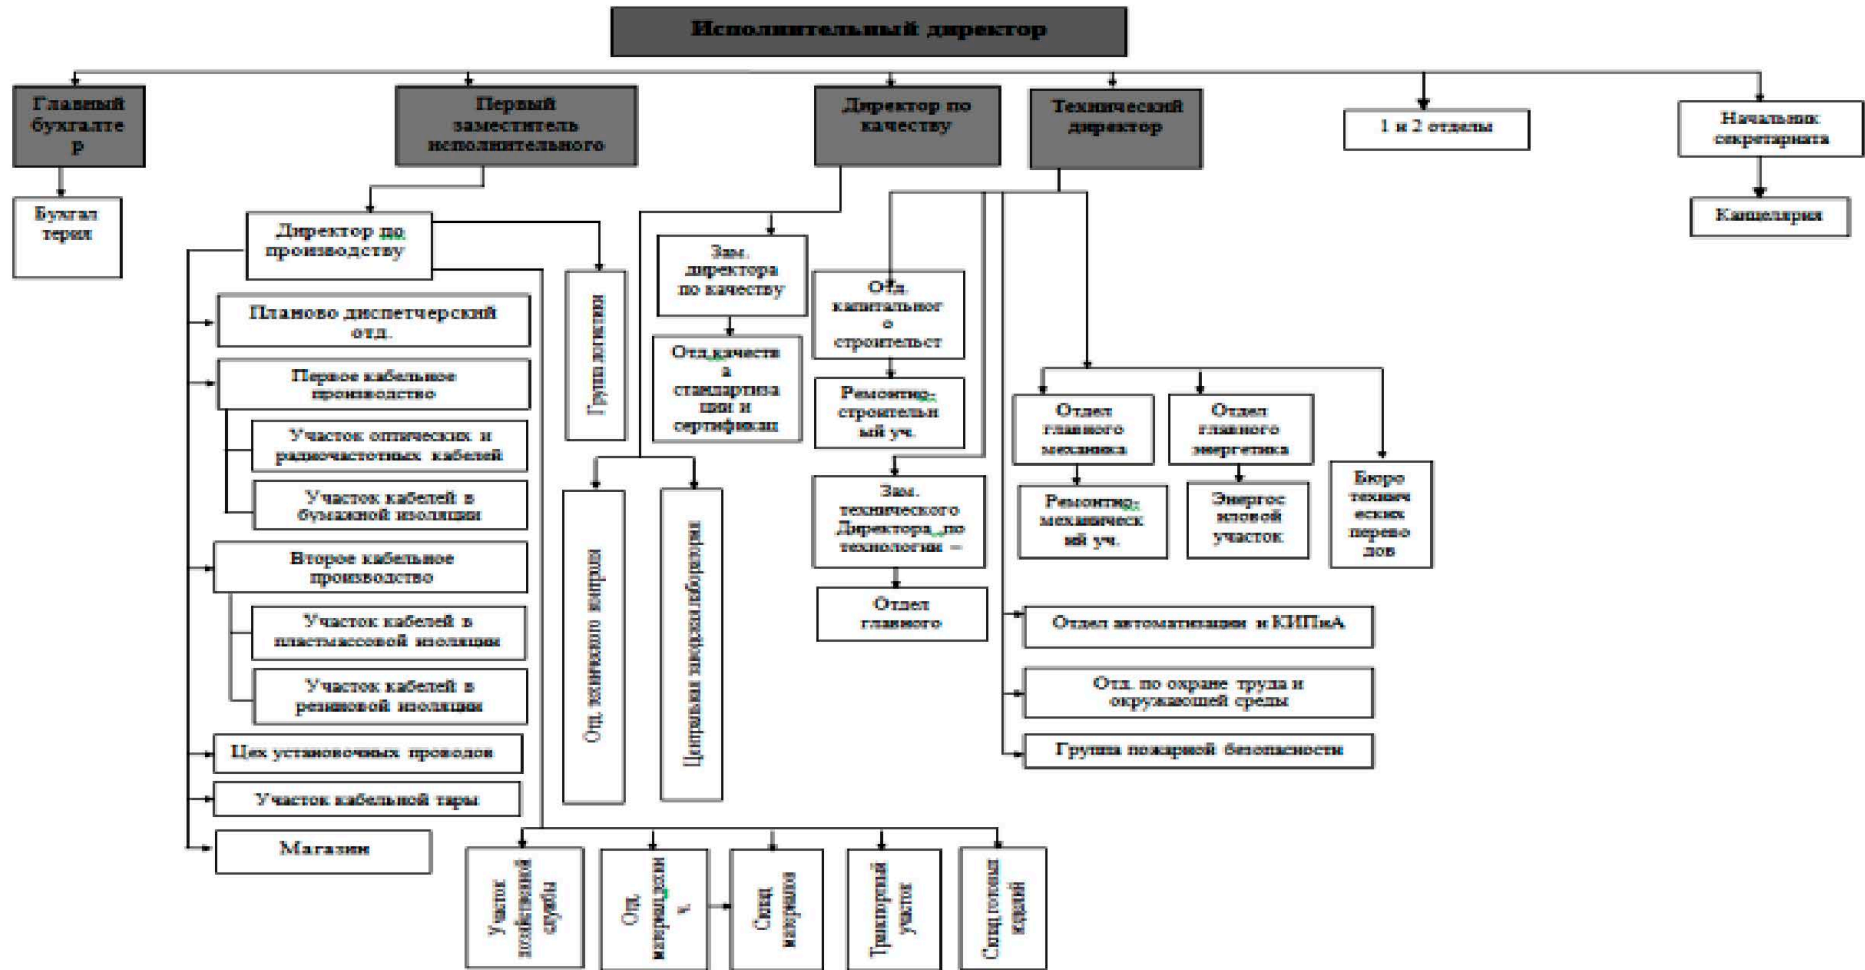 Исполнительный директор
Главный
бухгалте
р
Первый
заместитель
исполнительного
Директор по
качеству
Технический
директор
1 и 2 отделы
Начальник
секретариата
Бухгал
терия
Канцелярия
Директор по
производству
Зам.
директора
по качеству
Группа логистики
Отд.
капитальног
о
строительст
Планово диспетчерский
отд.
Отд.качеств
а
стандартиза
ции и
сертификац
Первое кабельное
производство
Ремонтно-
строительн
ый уч.
Отдел
главного
механика
Отдел
главного
энергетика
Участок оптических и
радиочастотных кабелей
Бюро
технич
еских
перево
дов
Участок кабелей в
бумажной изоляции
Зам.
технического
Директора по
технологии –
Ремонтно-
механическ
ий уч.
Энергос
иловой
участок
Отд. технического контроля
Центральная заводская лаборатория
Второе кабельное
производство
Отдел
главного
Участок кабелей в
пластмассовой изоляции
Отдел автоматизации и КИПиА
Участок кабелей в
резиновой изоляции
Отд. по охране труда и
окружающей среды
Цех установочных проводов
Группа пожарной безопасности
Участок кабельной тары
Магазин
Участок
хозяйственной
службы
Отд.
Склад
материалов
Транспортный
участок
Склад готовых
изделий